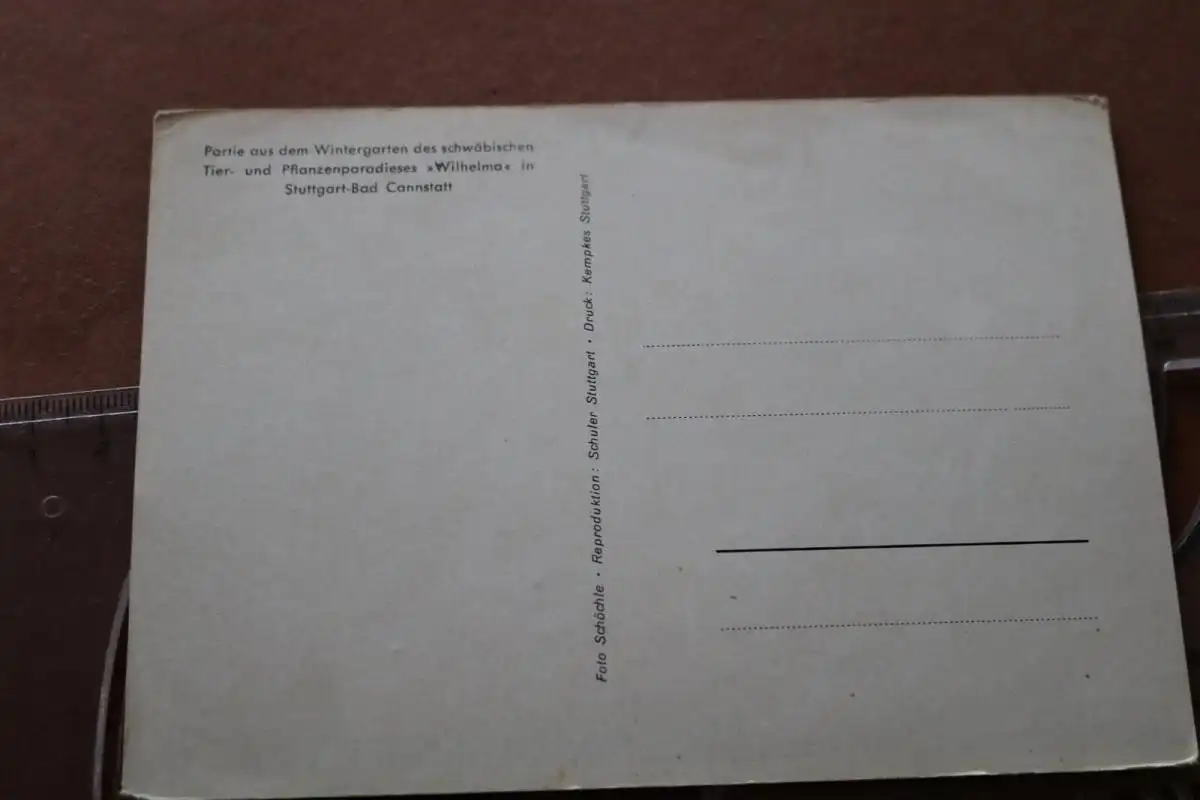 Partie aus dem Wintergarten des schwäbischen
Tier- und Pflanzenparadieses »Wilhelma« in
Stuttgart-Bad Cannstatt
Foto Schöchle • Reproduktion: Schuler Stuttgart • Druck: Kempkes Stuttgart